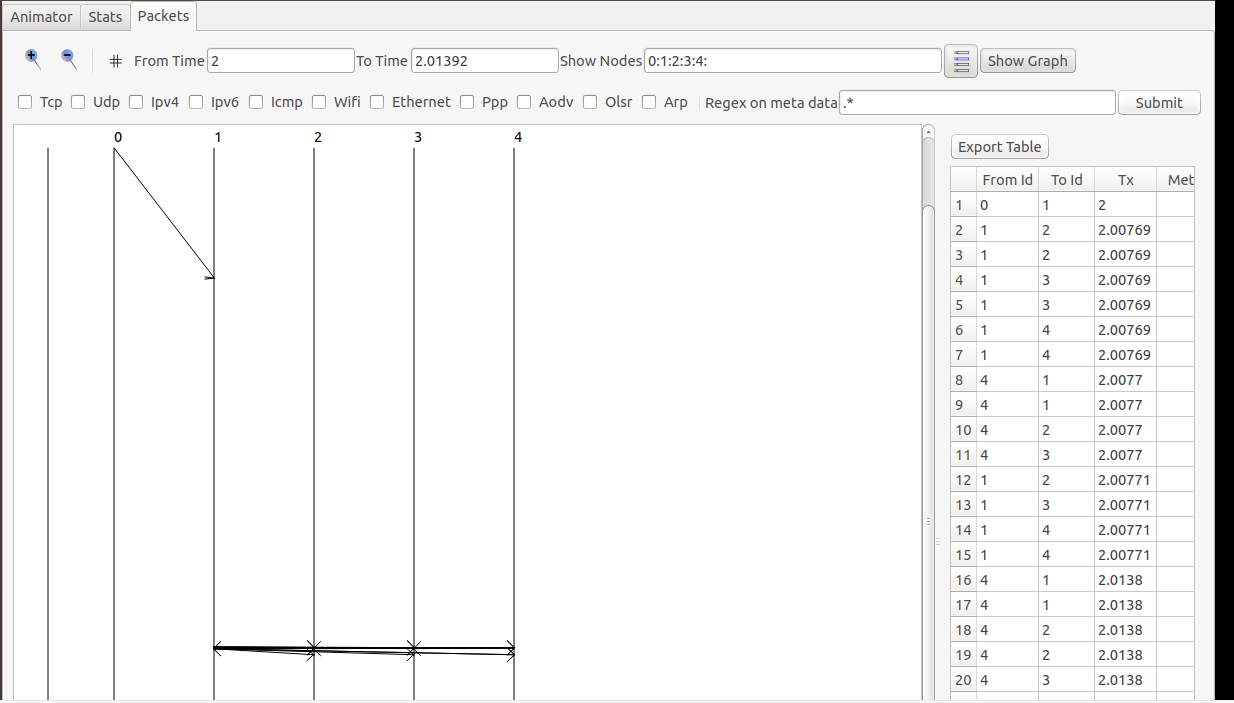 Animator Stats Packets
# From Time 2 To Time 2.01392 Show Nodes 0:1:2:3:4: Show Graph
Tcp Udp Ipv4 Ipv6 Icmp Wifi Ethernet Ppp Aodv Olsr Arp Regex on meta data .* Submit
0 1 2 3 4
Export Table
From Id To Id Tx Met
1 0 1 2
2 1 2 2.00769
3 1 2 2.00769
4 1 3 2.00769
5 1 3 2.00769
6 1 4 2.00769
7 1 4 2.00769
8 4 1 2.0077
9 4 1 2.0077
10 4 2 2.0077
11 4 3 2.0077
12 1 2 2.00771
13 1 3 2.00771
14 1 4 2.00771
15 1 4 2.00771
16 4 1 2.0138
17 4 1 2.0138
18 4 2 2.0138
19 4 2 2.0138
20 4 3 2.0138